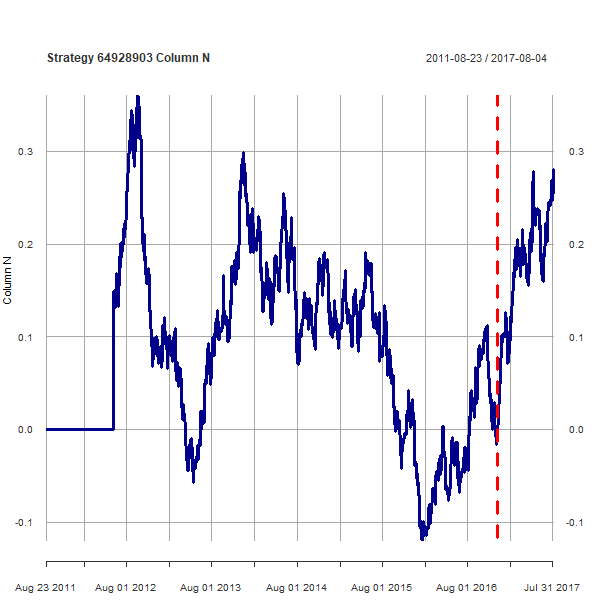 Strategy 64928903 Column N 2011-08-23 / 2017-08-04
Column N
0.3 0.3
0.2 0.2
0.1 0.1
0.0 0.0
-0.1 -0.1
Aug 23 2011 Aug 01 2012 Aug 01 2013 Aug 01 2014 Aug 01 2015 Aug 01 2016 Jul 31 2017